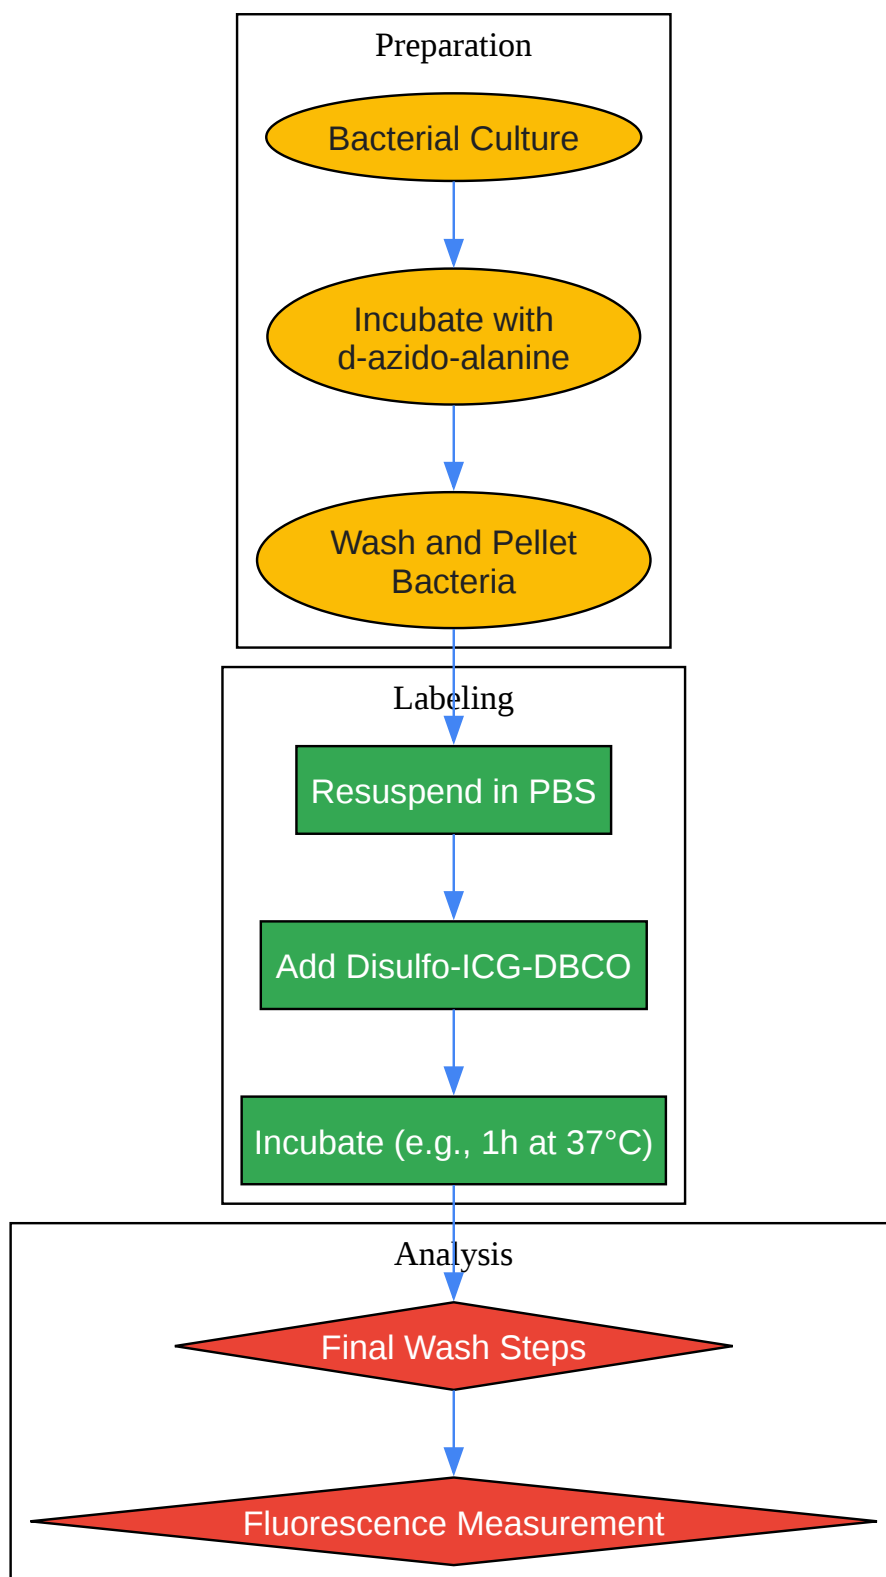 Preparation
Bacterial Culture
Incubate with
d-azido-alanine
Wash and Pellet
Bacteria
Labeling
Resuspend in PBS
Add Disulfo-ICG-DBCO
Incubate (e.g., 1h at 37°C)
Analysis
Final Wash Steps
Fluorescence Measurement